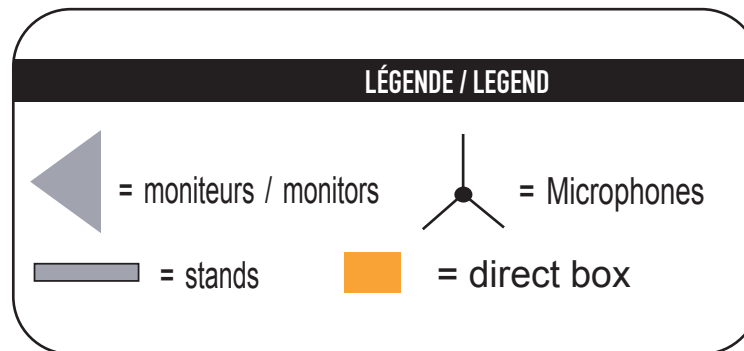 LÉGENDE / LEGEND
= moniteurs / monitors
= Microphones
= stands
= direct box